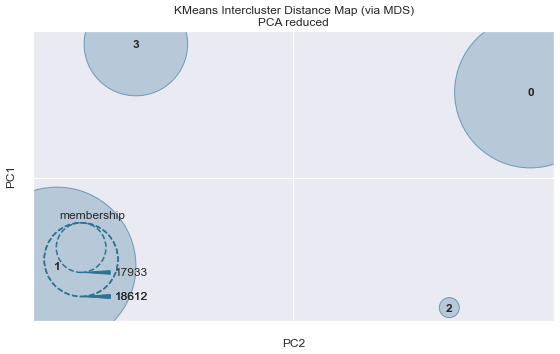 KMeans Intercluster Distance Map (via MDS)
PCA reduced
3
0
PC1
membership
1
17933
18612
2
PC2